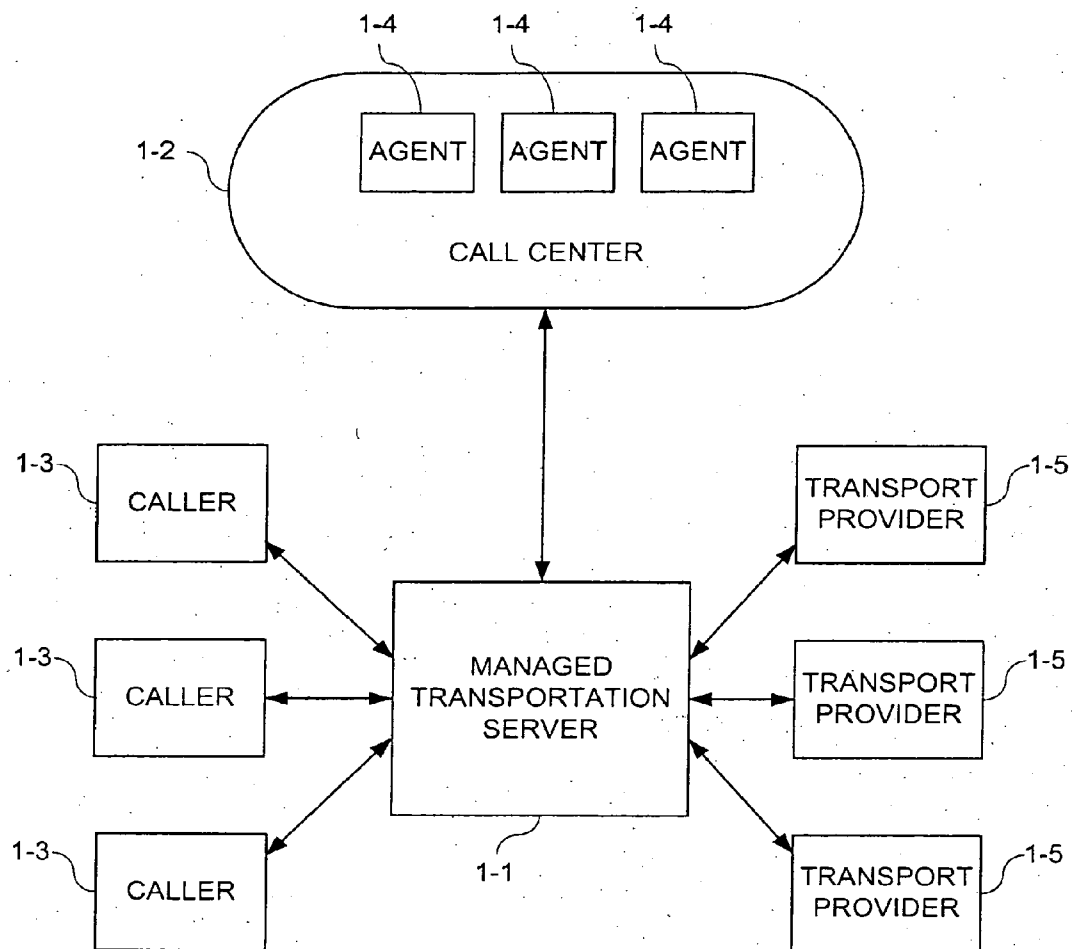 1-4 1-4 1-4
1-2
AGENT AGENT AGENT
CALL CENTER
1-3 CALLER
TRANSPORT
PROVIDER 1-5
1-3 CALLER
MANAGED
TRANSPORTATION
SERVER
1-1
TRANSPORT
PROVIDER 1-5
1-3 CALLER
TRANSPORT
PROVIDER 1-5